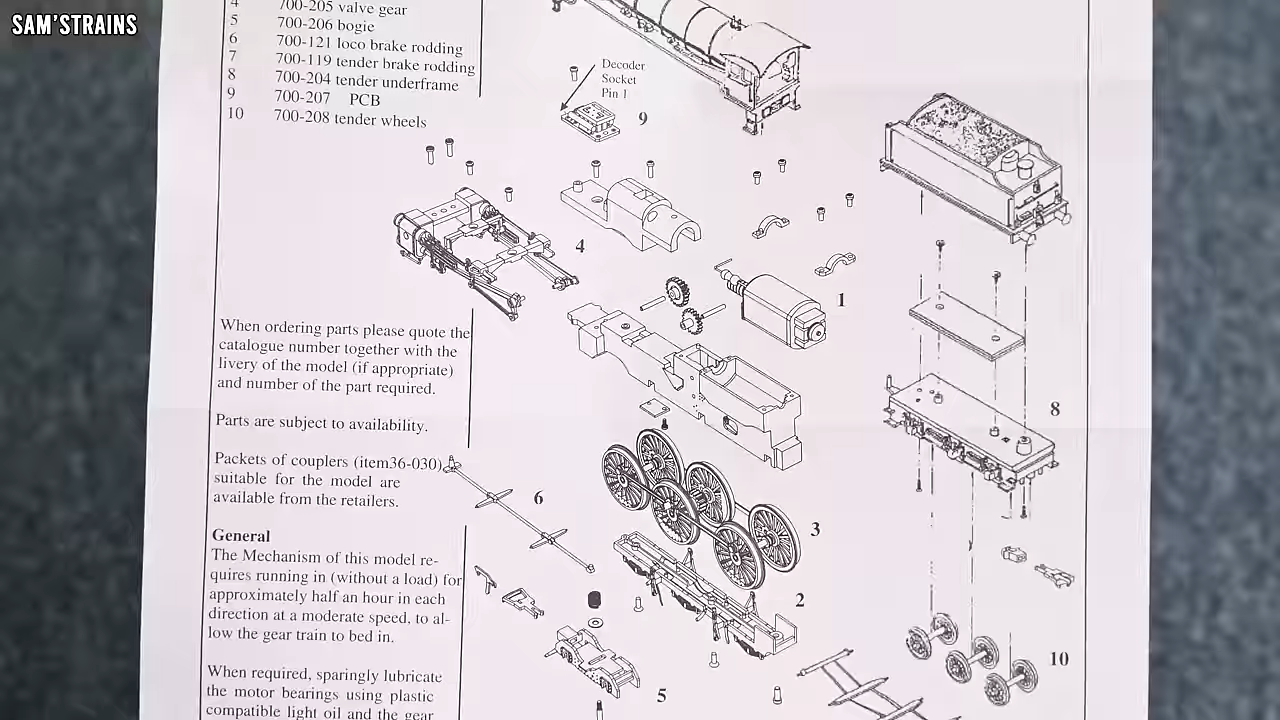 SAM'STRAINS
4 700-205 valve gear
5 700-206 bogie
6 700-121 loco brake rodding
7 700-119 tender brake rodding
8 700-204 tender underframe
9 700-207 PCB
10 700-208 tender wheels
Decoder
Socket
Pin 1
9
4
1
When ordering parts please quote the
catalogue number together with the
livery of the model (if appropriate)
and number of the part required.
8
Parts are subject to availability.
Packets of couplers (item36-030)
suitable for the model are
available from the retailers.
6
3
General
The Mechanism of this model re-
quires running in (without a load) for
approximately half an hour in each
direction at a moderate speed, to al-
low the gear train to bed in.
2
10
5
When required, sparingly lubricate
the motor bearings using plastic
compatible light oil and the gear